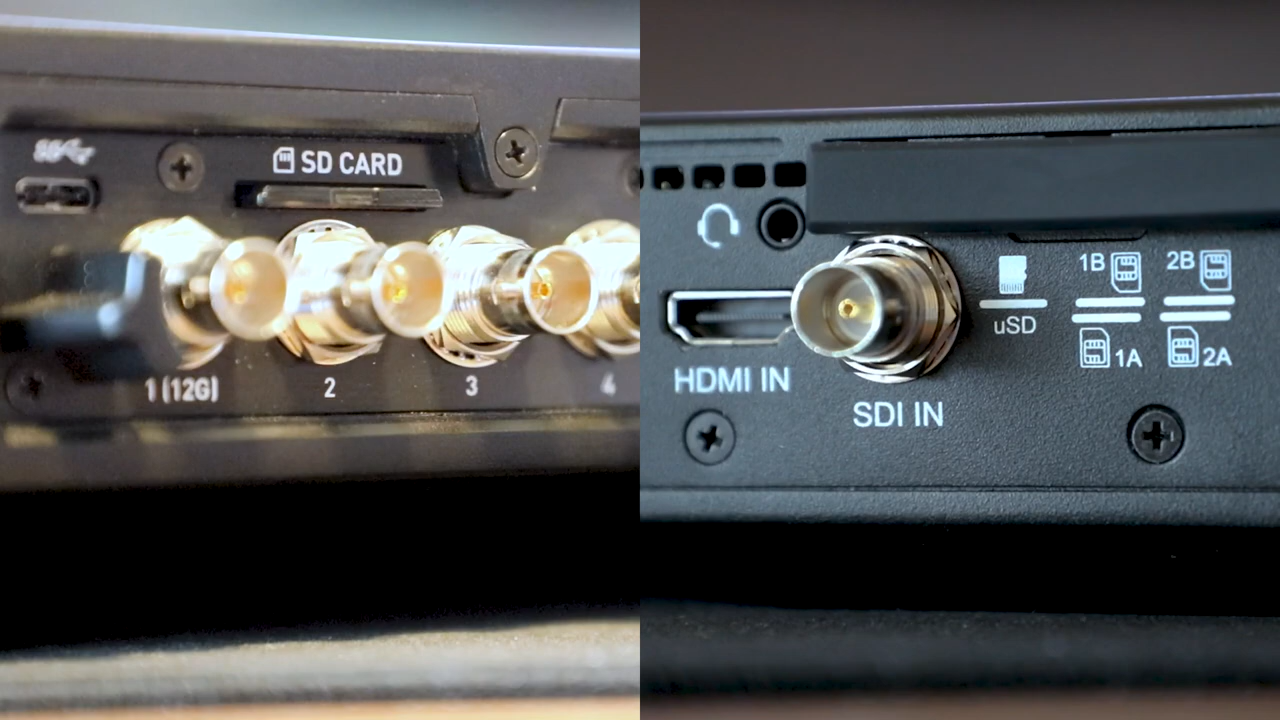 SD CARD
1 (12G)
2
3
4
HDMI IN
SDI IN
uSD
1B
2B
1A
2A